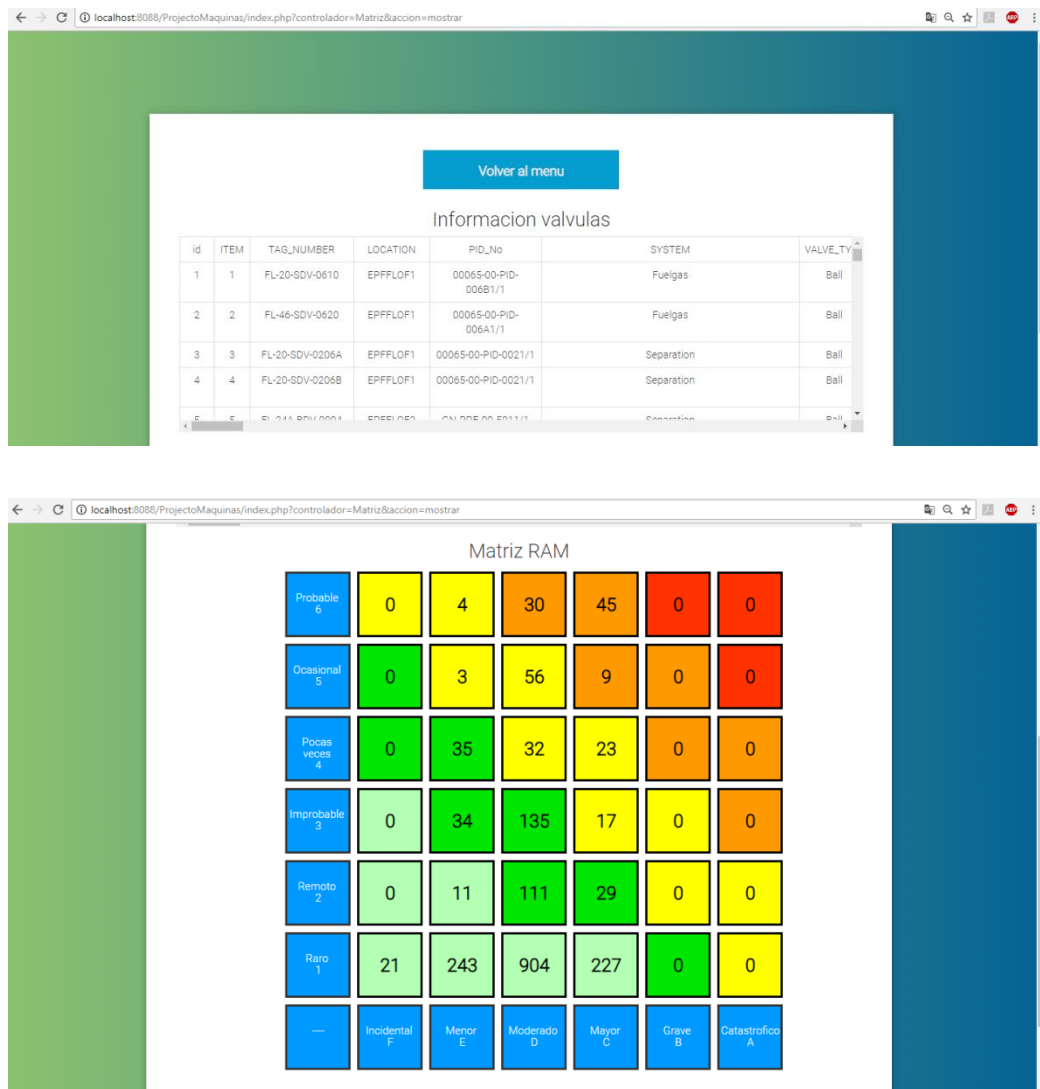 localhost:8088/ProjectoMaquinas/index.php?controlador=Matriz&accion=mostrar
ABP
Volver al menu
Informacion valvulas
id ITEM TAG_NUMBER LOCATION PID_No SYSTEM VALVE_TY
1 1 FL-20-SDV-0610 EPFFLOF1 00065-00-PID-006B1/1 Fuelgas Ball
2 2 FL-46-SDV-0620 EPFFLOF1 00065-00-PID-006A1/1 Fuelgas Ball
3 3 FL-20-SDV-0206A EPFFLOF1 00065-00-PID-0021/1 Separation Ball
4 4 FL-20-SDV-0206B EPFFLOF1 00065-00-PID-0021/1 Separation Ball
Separation Ball
localhost:8088/ProjectoMaquinas/index.php?controlador=Matriz&accion=mostrar
ABP
Matriz RAM
Probable 6 0 4 30 45 0 0
Ocasional 5 0 3 56 9 0 0
Pocas veces 4 0 35 32 23 0 0
Improbable 3 0 34 135 17 0 0
Remoto 2 0 11 111 29 0 0
Raro 1 21 243 904 227 0 0
---- Incidental F Menor E Moderado D Mayor C Grave B Catastrofico A